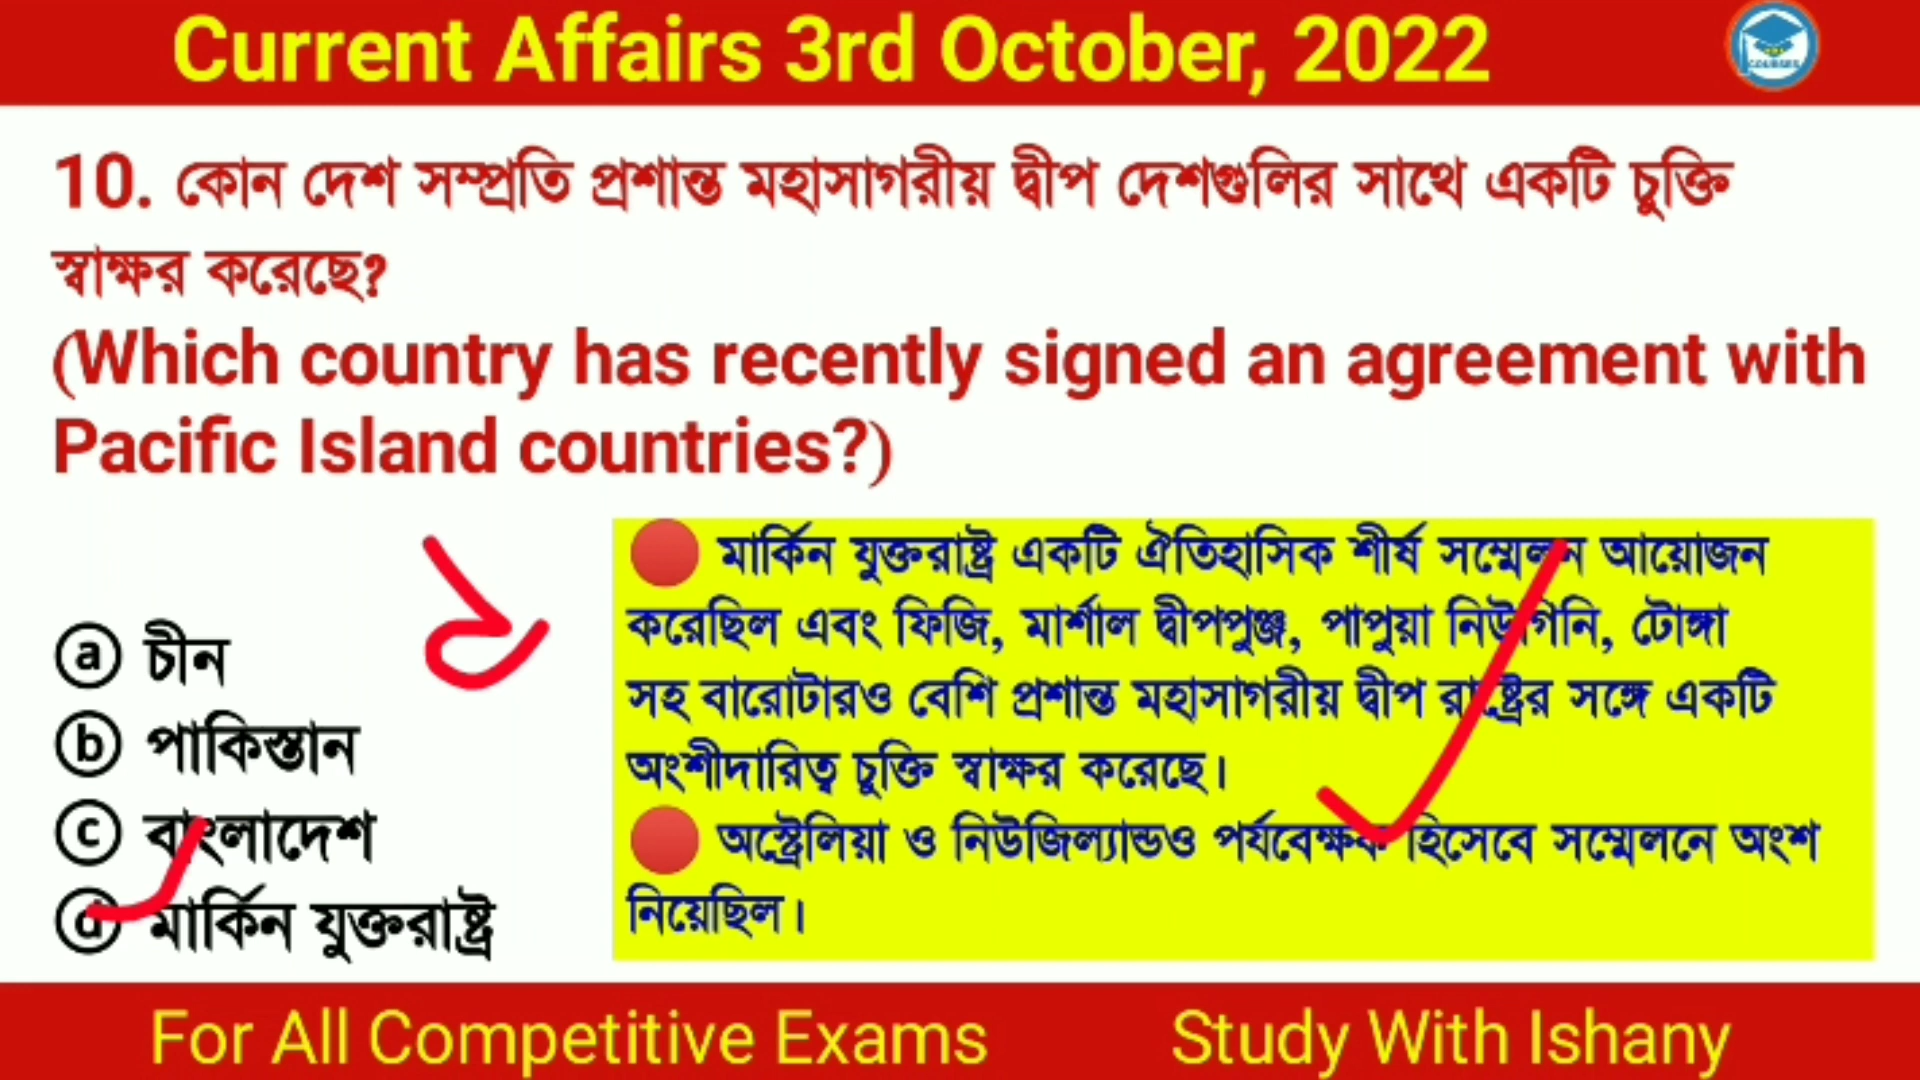 Current Affairs 3rd October, 2022
COURSES
10. কোন দেশ সম্প্রতি প্রশান্ত মহাসাগরীয় দ্বীপ দেশগুলির সাথে একটি চুক্তি
স্বাক্ষর করেছে?
(Which country has recently signed an agreement with
Pacific Island countries?)
ⓐ চীন
ⓑ পাকিস্তান
ⓒ বাংলাদেশ
ⓓ মার্কিন যুক্তরাষ্ট্র
🔴 মার্কিন যুক্তরাষ্ট্র একটি ঐতিহাসিক শীর্ষ সম্মেলন আয়োজন
করেছিল এবং ফিজি, মার্শাল দ্বীপপুঞ্জ, পাপুয়া নিউগিনি, টোঙ্গা
সহ বারোটারও বেশি প্রশান্ত মহাসাগরীয় দ্বীপ রাষ্ট্রের সঙ্গে একটি
অংশীদারিত্ব চুক্তি স্বাক্ষর করেছে।
🔴 অস্ট্রেলিয়া ও নিউজিল্যান্ডও পর্যবেক্ষক হিসেবে সম্মেলনে অংশ
নিয়েছিল।
For All Competitive Exams
Study With Ishany